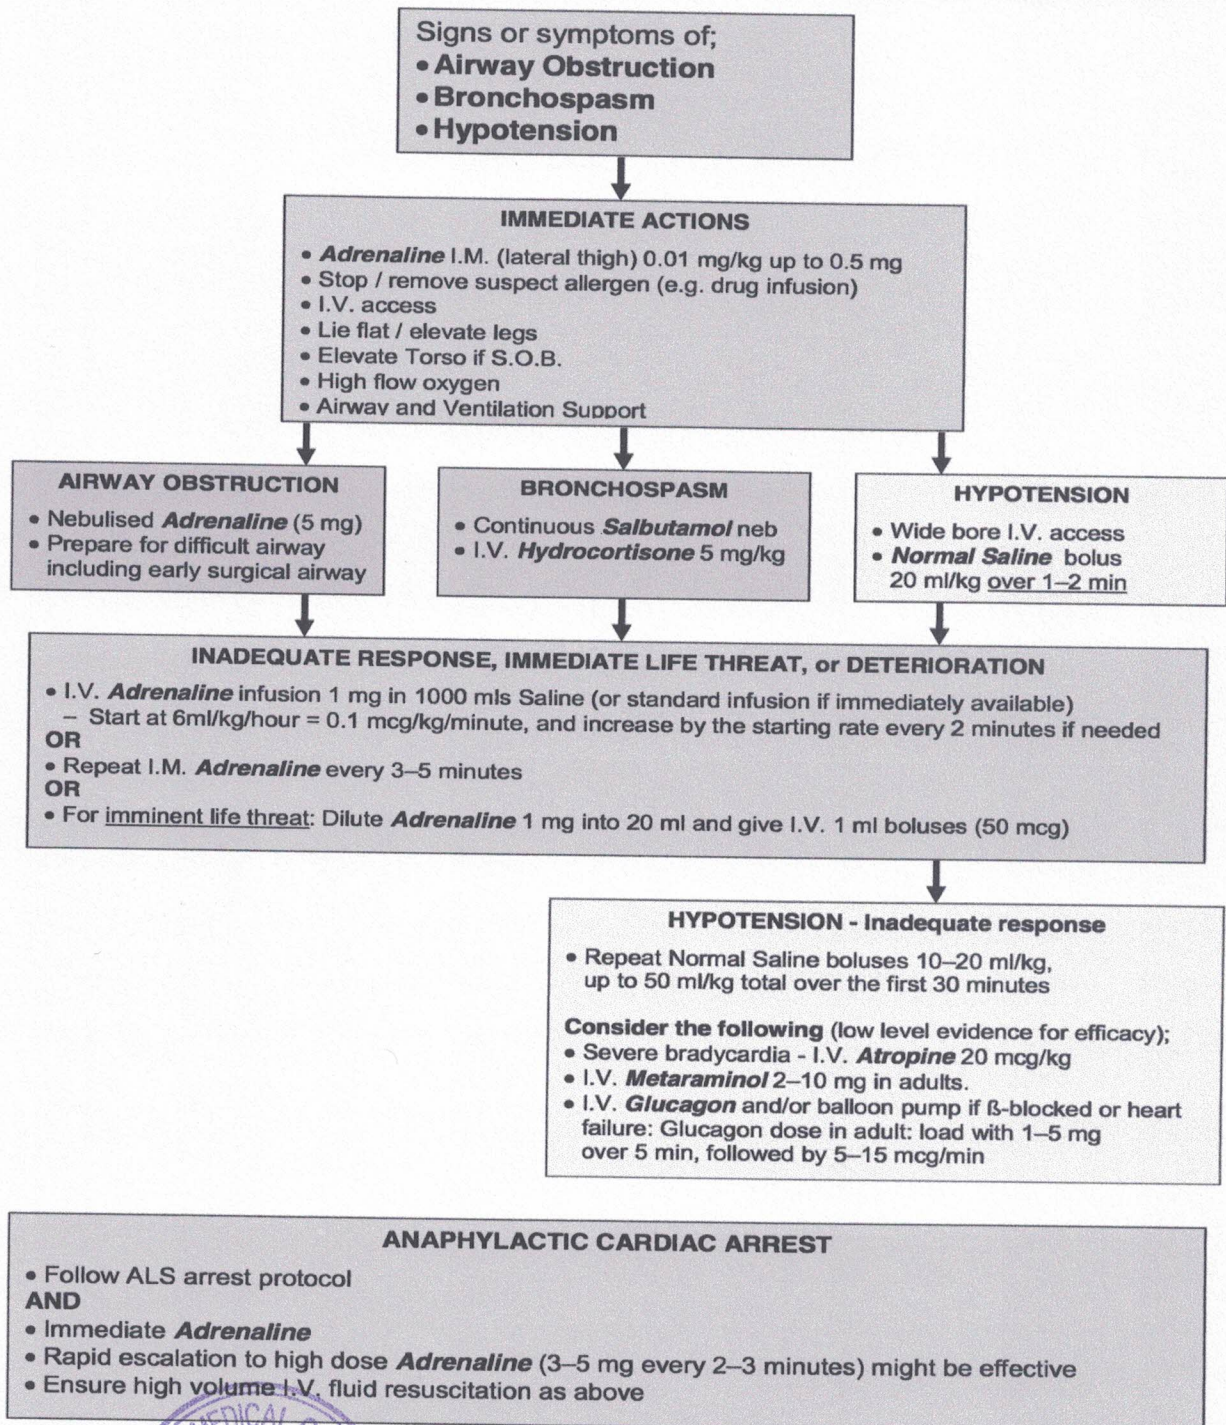 Signs or symptoms of;
• Airway Obstruction
• Bronchospasm
• Hypotension
IMMEDIATE ACTIONS
• Adrenaline I.M. (lateral thigh) 0.01 mg/kg up to 0.5 mg
• Stop / remove suspect allergen (e.g. drug infusion)
• I.V. access
• Lie flat / elevate legs
• Elevate Torso if S.O.B.
• High flow oxygen
• Airway and Ventilation Support
AIRWAY OBSTRUCTION
• Nebulised Adrenaline (5 mg)
• Prepare for difficult airway
including early surgical airway
BRONCHOSPASM
• Continuous Salbutamol neb
• I.V. Hydrocortisone 5 mg/kg
HYPOTENSION
• Wide bore I.V. access
• Normal Saline bolus
20 ml/kg over 1–2 min
INADEQUATE RESPONSE, IMMEDIATE LIFE THREAT, or DETERIORATION
• I.V. Adrenaline infusion 1 mg in 1000 mls Saline (or standard infusion if immediately available)
– Start at 6ml/kg/hour = 0.1 mcg/kg/minute, and increase by the starting rate every 2 minutes if needed
OR
• Repeat I.M. Adrenaline every 3–5 minutes
OR
• For imminent life threat: Dilute Adrenaline 1 mg into 20 ml and give I.V. 1 ml boluses (50 mcg)
HYPOTENSION - Inadequate response
• Repeat Normal Saline boluses 10–20 ml/kg,
up to 50 ml/kg total over the first 30 minutes
Consider the following (low level evidence for efficacy);
• Severe bradycardia - I.V. Atropine 20 mcg/kg
• I.V. Metaraminol 2–10 mg in adults.
• I.V. Glucagon and/or balloon pump if ß-blocked or heart
failure: Glucagon dose in adult: load with 1–5 mg
over 5 min, followed by 5–15 mcg/min
ANAPHYLACTIC CARDIAC ARREST
• Follow ALS arrest protocol
AND
• Immediate Adrenaline
• Rapid escalation to high dose Adrenaline (3–5 mg every 2–3 minutes) might be effective
• Ensure high volume I.V. fluid resuscitation as above
MEDICAL